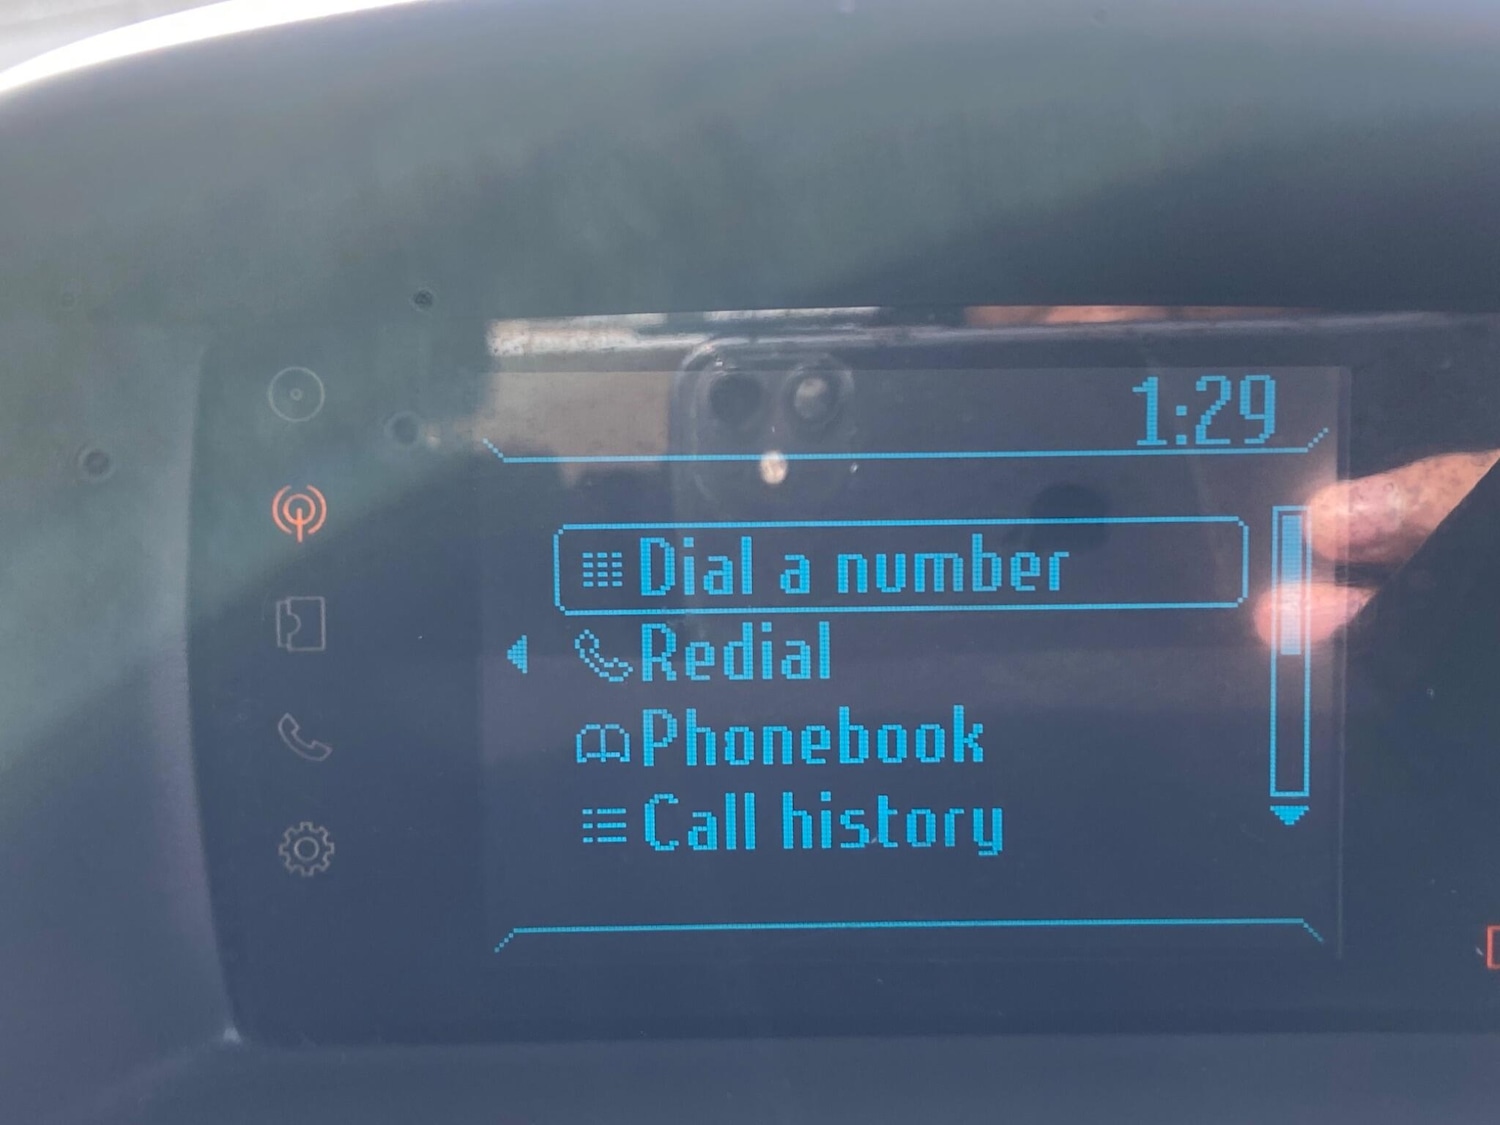 1:29
Dial a number
Redial
Phonebook
Call history